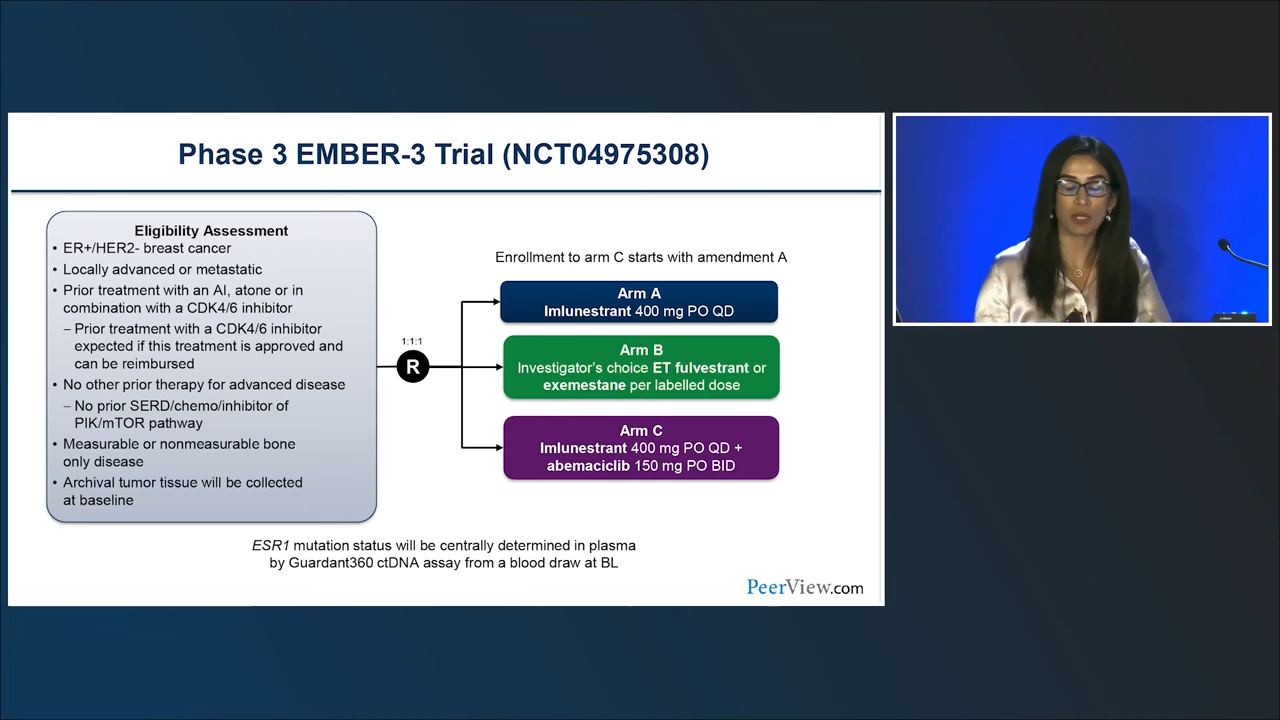 Phase 3 EMBER-3 Trial (NCT04975308)
Eligibility Assessment
• ER+/HER2- breast cancer
• Locally advanced or metastatic
• Prior treatment with an AI, atone or in
combination with a CDK4/6 inhibitor
– Prior treatment with a CDK4/6 inhibitor
expected if this treatment is approved and
can be reimbursed
• No other prior therapy for advanced disease
– No prior SERD/chemo/inhibitor of
PIK/mTOR pathway
• Measurable or nonmeasurable bone
only disease
• Archival tumor tissue will be collected
at baseline
1:1:1
R
Enrollment to arm C starts with amendment A
Arm A
Imlunestrant 400 mg PO QD
Arm B
Investigator's choice ET fulvestrant or
exemestane per labelled dose
Arm C
Imlunestrant 400 mg PO QD +
abemaciclib 150 mg PO BID
ESR1 mutation status will be centrally determined in plasma
by Guardant360 ctDNA assay from a blood draw at BL
PeerView.com